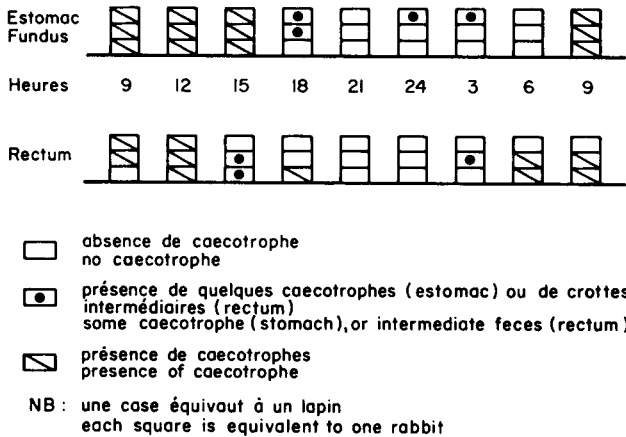 Estomac
Fundus
Heures 9 12 15 18 21 24 3 6 9
Rectum
absence de caecotrophe
no caecotrophe
présence de quelques caecotrophes (estomac) ou de crottes
intermédiaires (rectum)
some caecotrophe (stomach), or intermediate feces (rectum)
présence de caecotrophes
presence of caecotrophe
NB : une case équivaut à un lapin
each square is equivalent to one rabbit